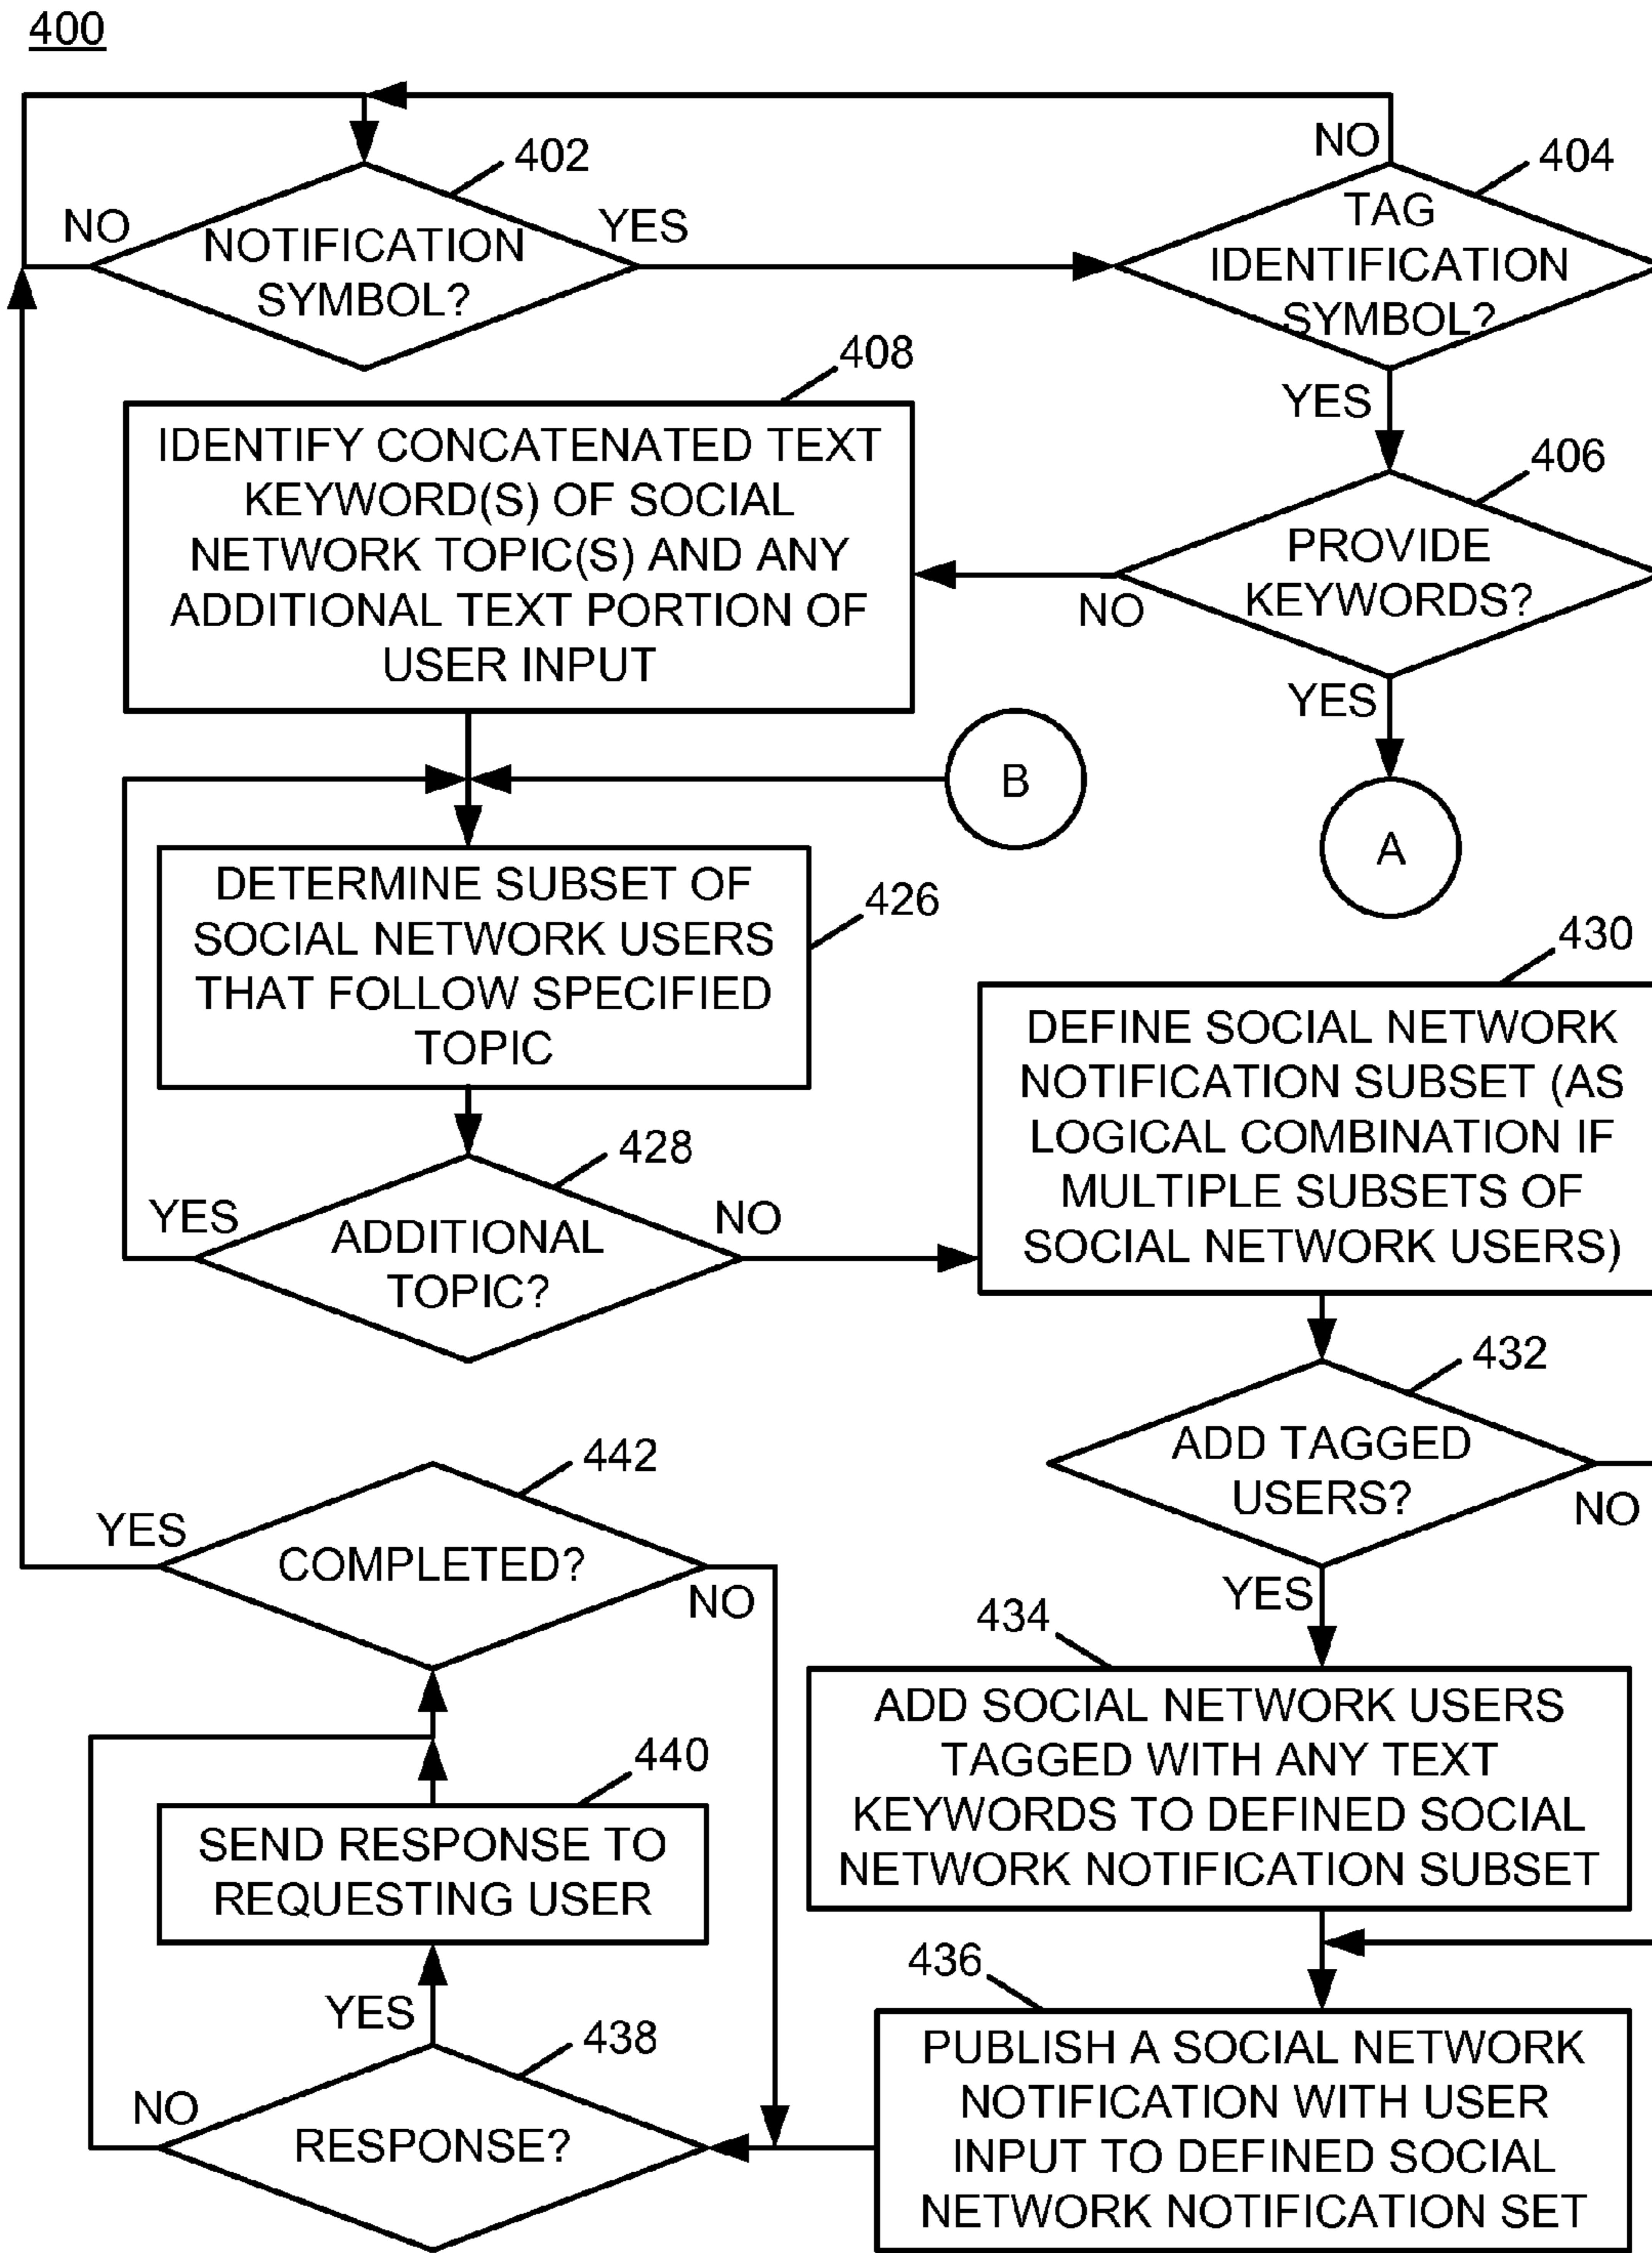 400
402
NO
NOTIFICATION
SYMBOL?
YES
NO
404
TAG
IDENTIFICATION
SYMBOL?
YES
406
PROVIDE
KEYWORDS?
NO
YES
408
IDENTIFY CONCATENATED TEXT
KEYWORD(S) OF SOCIAL
NETWORK TOPIC(S) AND ANY
ADDITIONAL TEXT PORTION OF
USER INPUT
B
A
426
DETERMINE SUBSET OF
SOCIAL NETWORK USERS
THAT FOLLOW SPECIFIED
TOPIC
428
YES
ADDITIONAL
TOPIC?
NO
430
DEFINE SOCIAL NETWORK
NOTIFICATION SUBSET (AS
LOGICAL COMBINATION IF
MULTIPLE SUBSETS OF
SOCIAL NETWORK USERS)
432
ADD TAGGED
USERS?
NO
YES
434
ADD SOCIAL NETWORK USERS
TAGGED WITH ANY TEXT
KEYWORDS TO DEFINED SOCIAL
NETWORK NOTIFICATION SUBSET
436
PUBLISH A SOCIAL NETWORK
NOTIFICATION WITH USER
INPUT TO DEFINED SOCIAL
NETWORK NOTIFICATION SET
442
YES
COMPLETED?
NO
440
SEND RESPONSE TO
REQUESTING USER
YES
438
NO
RESPONSE?